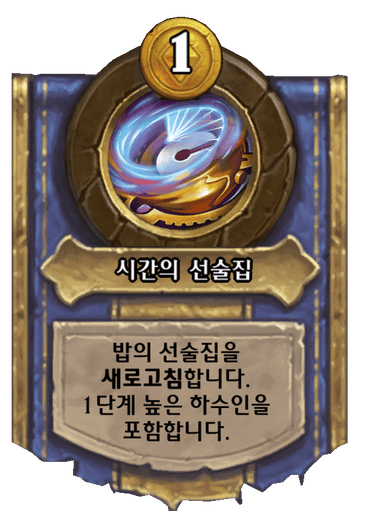 1
시간의 선술집
밥의 선술집을
새로고침합니다.
1단계 높은 하수인을
포함합니다.